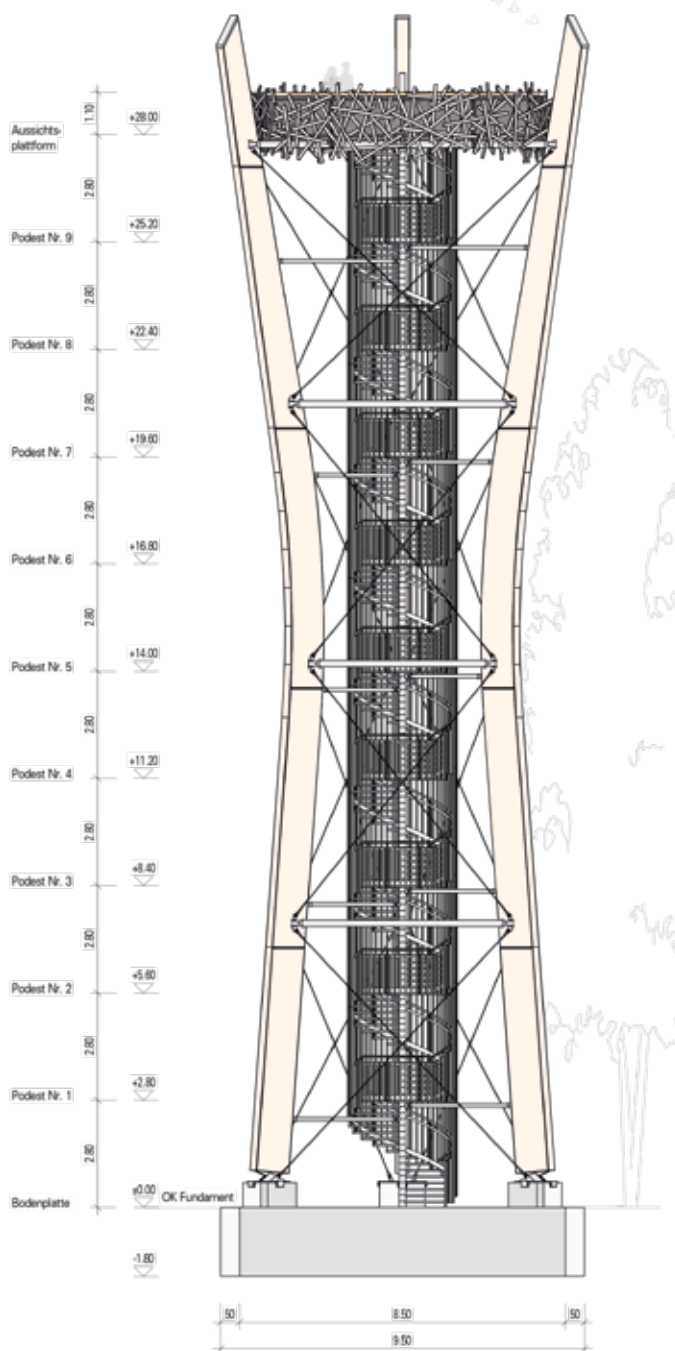 1.10
Aussichts-
plattform
+28.00
2.80
Podest Nr. 9
+25.20
2.80
Podest Nr. 8
+22.40
2.80
Podest Nr. 7
+19.60
2.80
Podest Nr. 6
+16.80
2.80
Podest Nr. 5
+14.00
2.80
Podest Nr. 4
+11.20
2.80
Podest Nr. 3
+8.40
2.80
Podest Nr. 2
+5.60
2.80
Podest Nr. 1
+2.80
2.80
Bodenplatte
±0.00
OK Fundament
-1.80
50
8.50
50
9.50